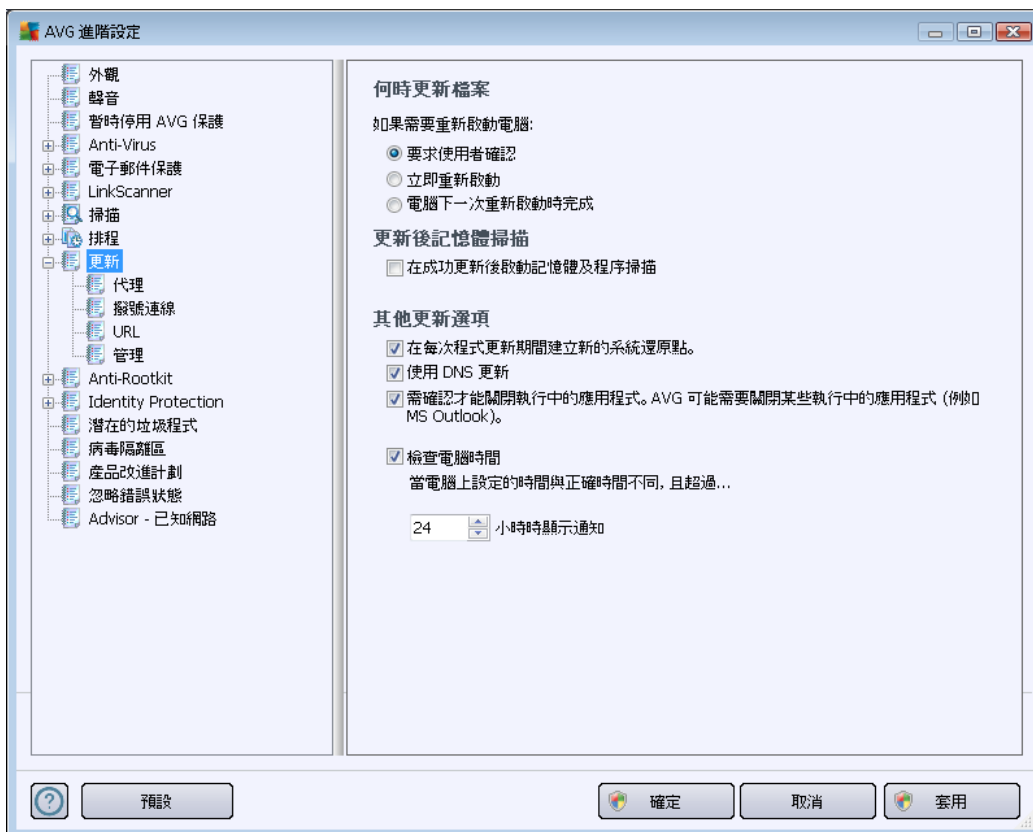 AVG 進階設定
外觀
聲音
暫時停用 AVG 保護
Anti-Virus
電子郵件保護
LinkScanner
掃描
排程
更新
代理
撥號連線
URL
管理
Anti-Rootkit
Identity Protection
潛在的垃圾程式
病毒隔離區
產品改進計劃
忽略錯誤狀態
Advisor - 已知網路
何時更新檔案
如果需要重新啟動電腦:
要求使用者確認
立即重新啟動
電腦下一次重新啟動時完成
更新後記憶體掃描
在成功更新後啟動記憶體及程序掃描
其他更新選項
在每次程式更新期間建立新的系統還原點。
使用 DNS 更新
需確認才能關閉執行中的應用程式。AVG 可能需要關閉某些執行中的應用程式 (例如
MS Outlook)。
檢查電腦時間
當電腦上設定的時間與正確時間不同, 且超過...
24 小時時顯示通知
預設
確定
取消
套用